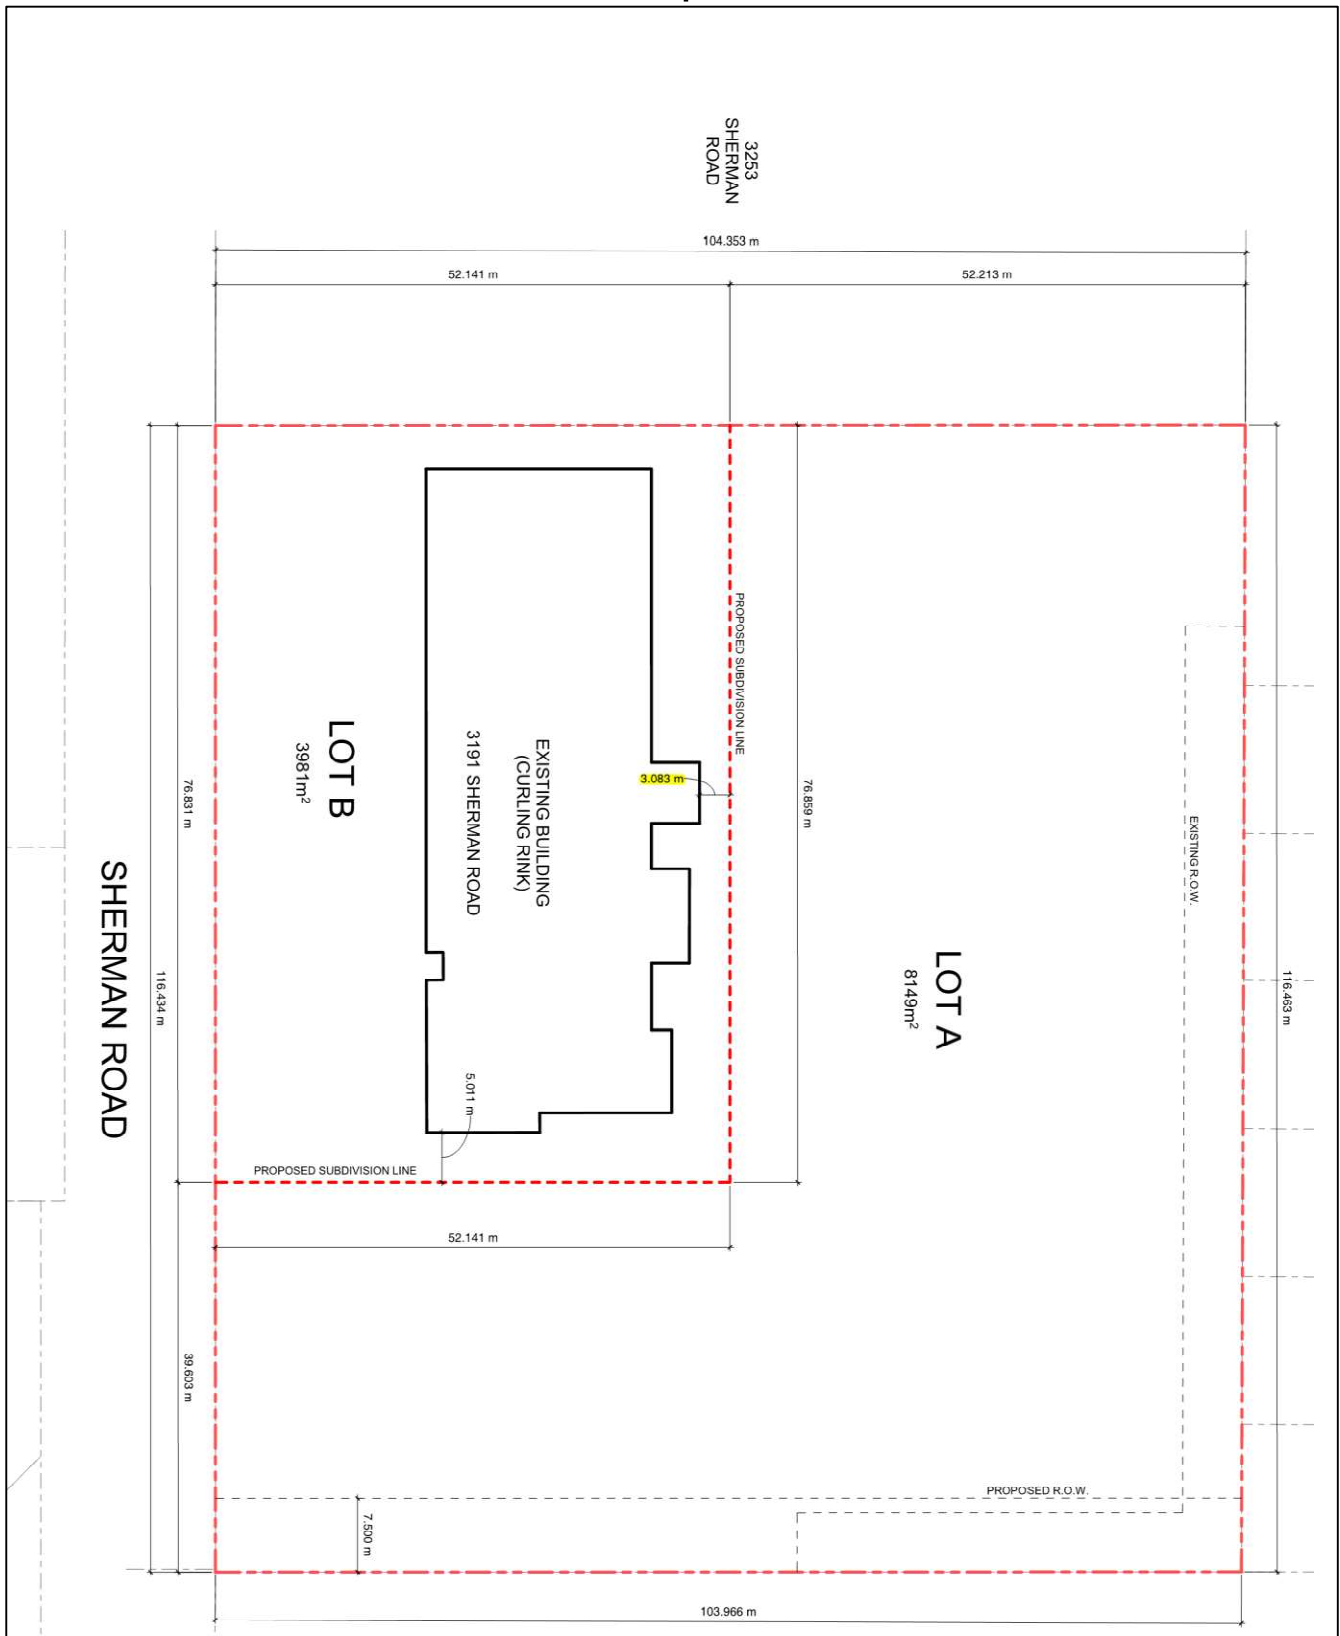 3253
SHERMAN
ROAD
104.353 m
52.141 m
52.213 m
PROPOSED SUBDIVISION LINE
3.083 m
76.859 m
EXISTING BUILDING
(CURLING RINK)
3191 SHERMAN ROAD
LOT B
3981m²
76.831 m
SHERMAN ROAD
116.434 m
EXISTING R.O.W.
LOT A
8149m²
116.463 m
5.011 m
PROPOSED SUBDIVISION LINE
52.141 m
39.603 m
PROPOSED R.O.W.
7.500 m
103.966 m